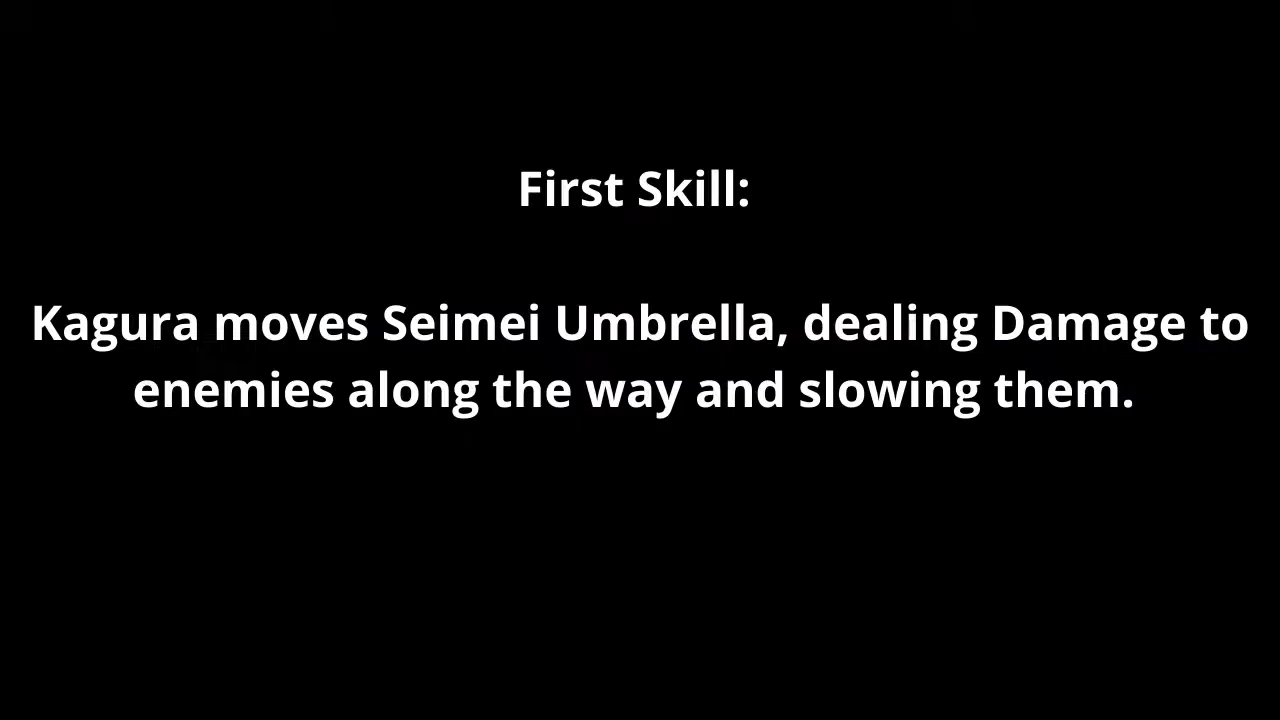 First Skill:
Kagura moves Seimei Umbrella, dealing Damage to
enemies along the way and slowing them.